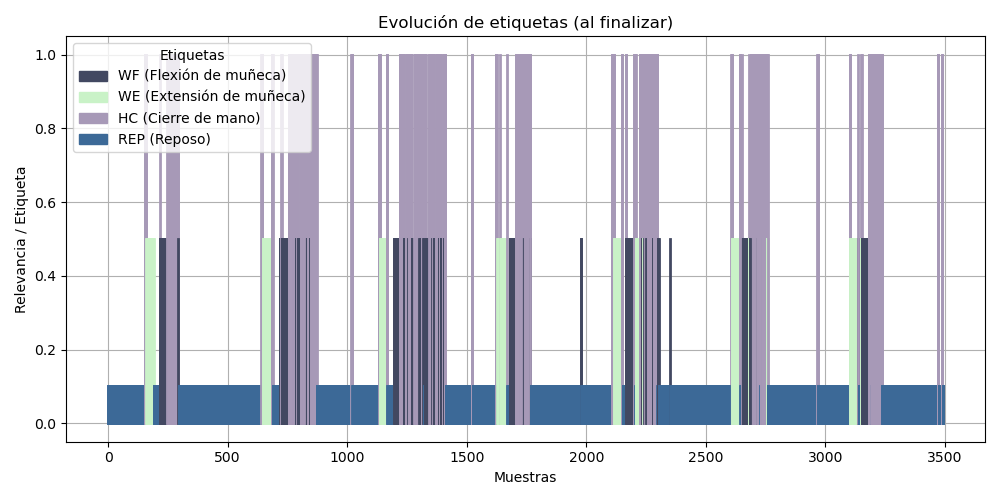 Evolución de etiquetas (al finalizar)
Relevancia / Etiqueta
1.0
0.8
0.6
0.4
0.2
0.0
Etiquetas
WF (Flexión de muñeca)
WE (Extensión de muñeca)
HC (Cierre de mano)
REP (Reposo)
0 500 1000 1500 2000 2500 3000 3500
Muestras